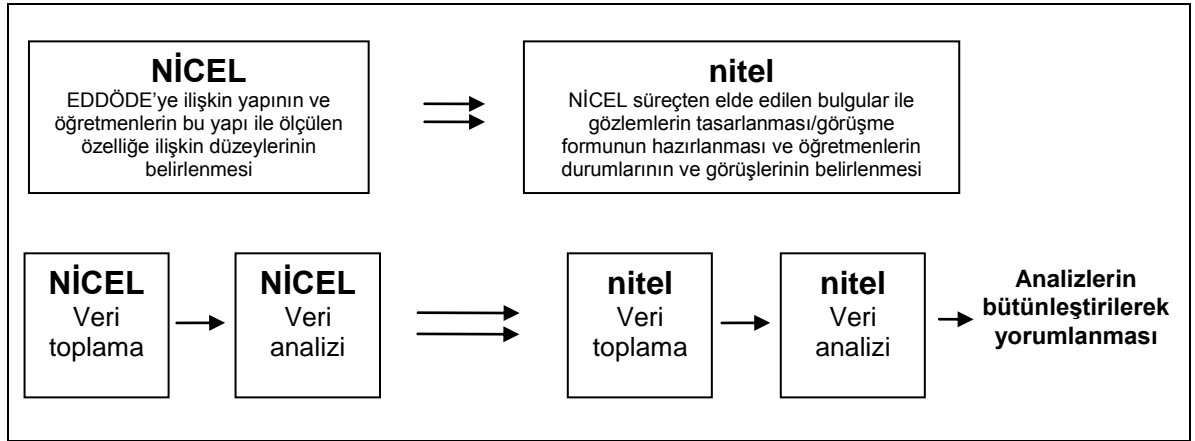 NİCEL
EDDÖDE’ye ilişkin yapının ve
öğretmenlerin bu yapı ile ölçülen
özelliğe ilişkin düzeylerinin
belirlenmesi
nitel
NİCEL süreçten elde edilen bulgular ile
gözlemlerin tasarlanması/görüşme
formunun hazırlanması ve öğretmenlerin
durumlarının ve görüşlerinin belirlenmesi
NİCEL
Veri
toplama
NİCEL
Veri
analizi
nitel
Veri
toplama
nitel
Veri
analizi
Analizlerin
bütünleştirilerek
yorumlanması